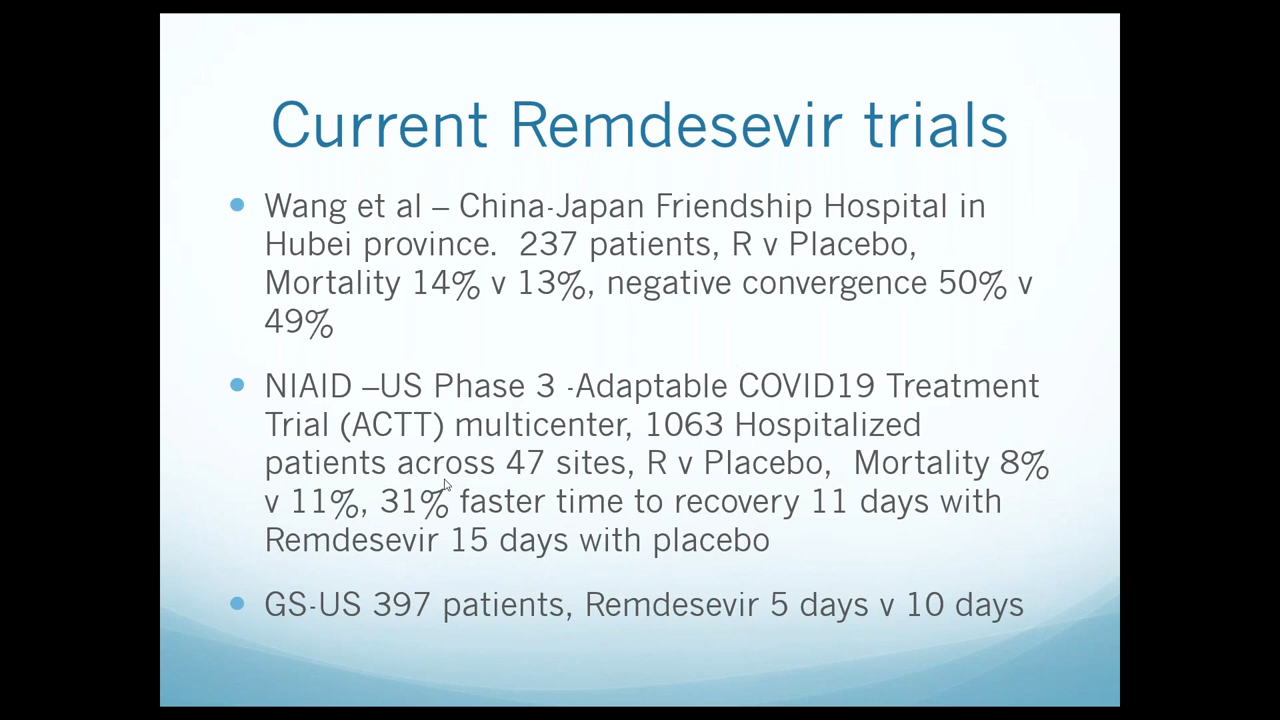 Current Remdesevir trials
• Wang et al – China-Japan Friendship Hospital in
Hubei province.  237 patients, R v Placebo,
Mortality 14% v 13%, negative convergence 50% v
49%
• NIAID –US Phase 3 -Adaptable COVID19 Treatment
Trial (ACTT) multicenter, 1063 Hospitalized
patients across 47 sites, R v Placebo,  Mortality 8%
v 11%, 31% faster time to recovery 11 days with
Remdesevir 15 days with placebo
• GS-US 397 patients, Remdesevir 5 days v 10 days